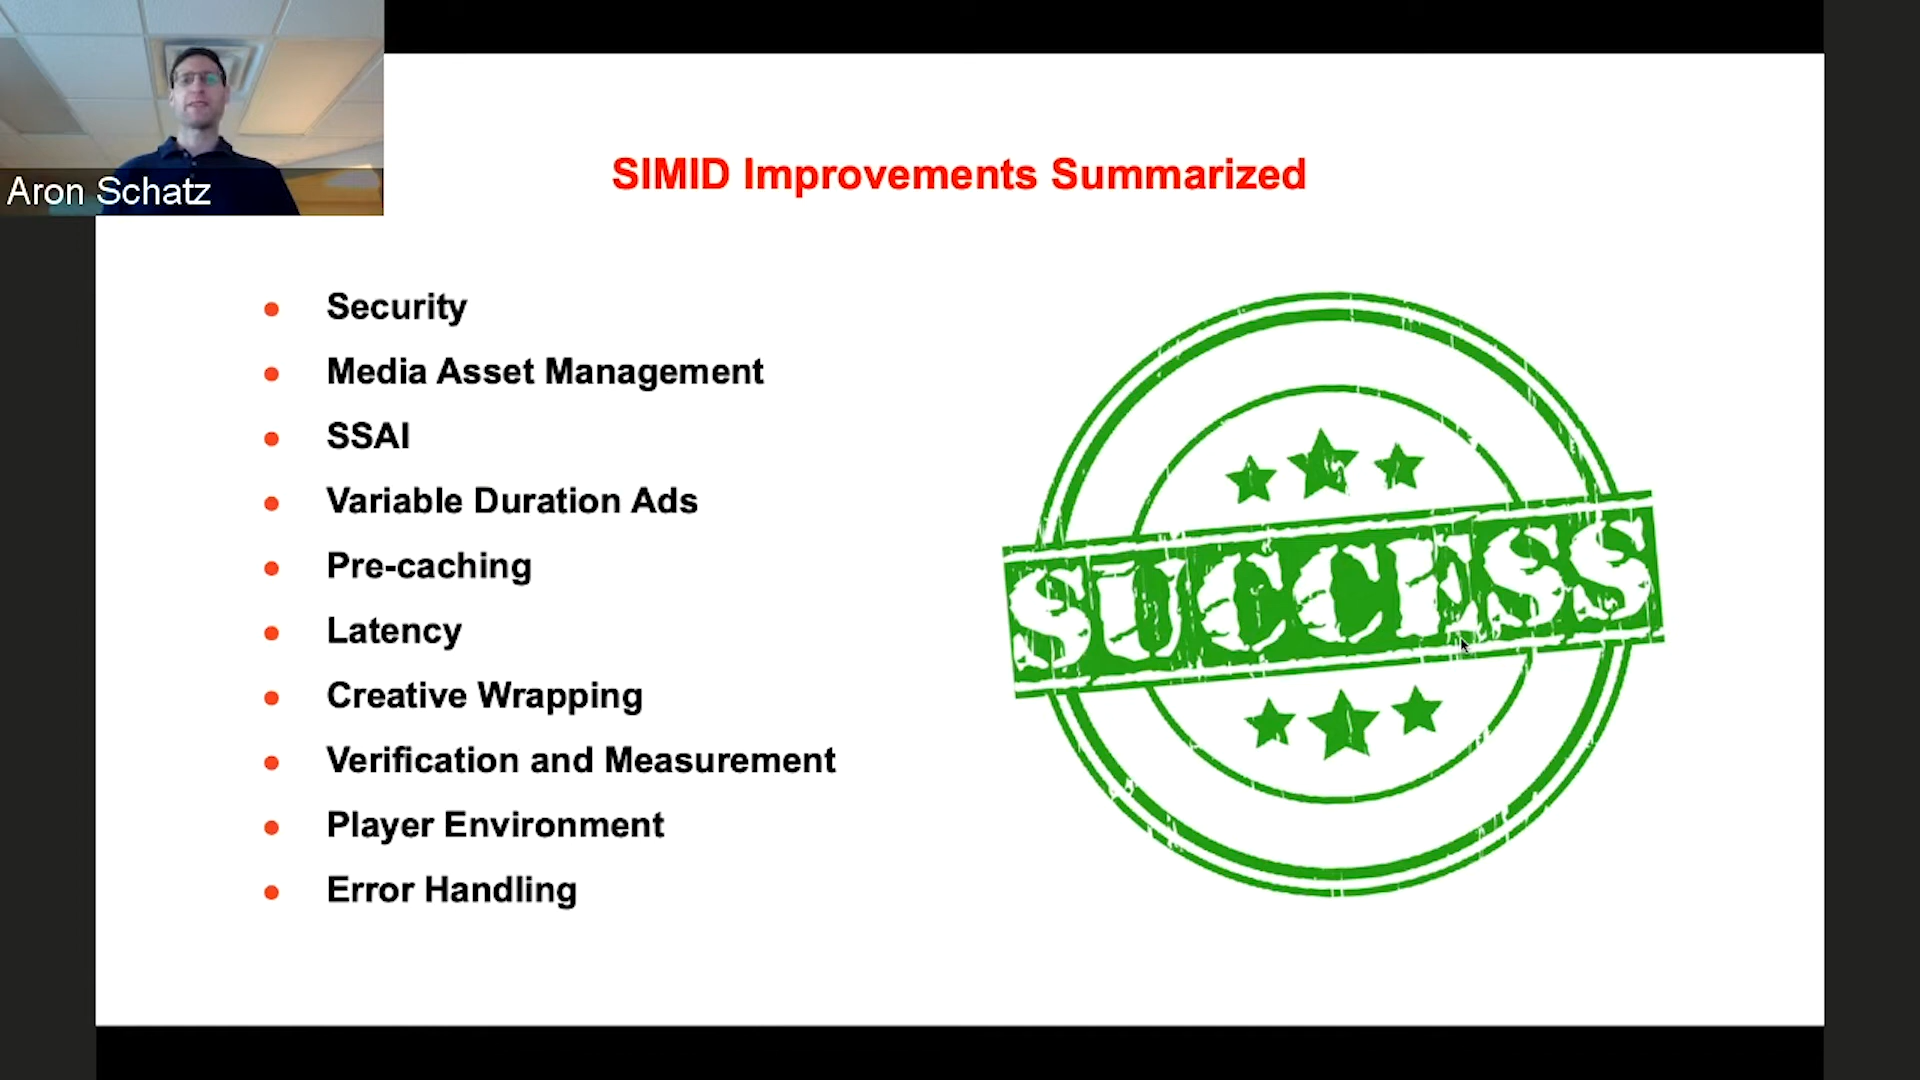 Aron Schatz
SIMID Improvements Summarized
Security
Media Asset Management
SSAI
Variable Duration Ads
Pre-caching
Latency
Creative Wrapping
Verification and Measurement
Player Environment
Error Handling
SUCCESS